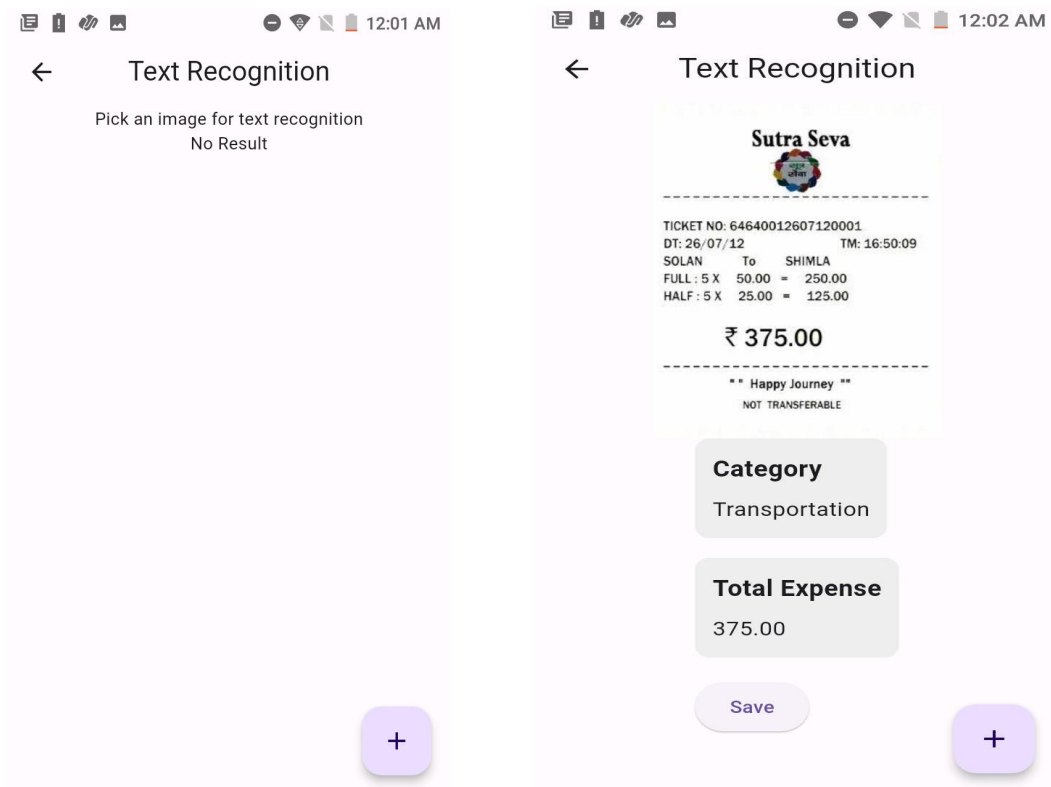 12:01 AM
Text Recognition
Pick an image for text recognition
No Result
12:02 AM
Text Recognition
Sutra Seva
सूत्र
सेवा
TICKET NO: 64640012607120001
DT: 26/07/12 TM: 16:50:09
SOLAN To SHIMLA
FULL : 5 X 50.00 = 250.00
HALF : 5 X 25.00 = 125.00
₹ 375.00
" " Happy Journey " "
NOT TRANSFERABLE
Category
Transportation
Total Expense
375.00
Save